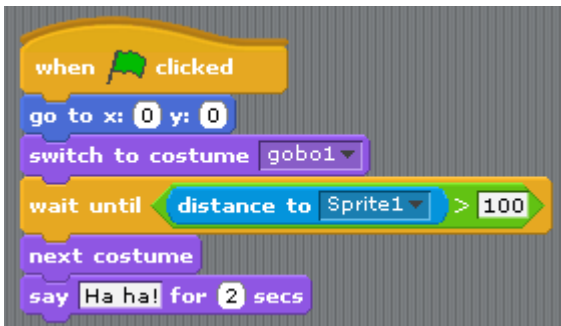 when clicked
go to x: 0 y: 0
switch to costume gobo1
wait until distance to Sprite1 > 100
next costume
say Ha ha! for 2 secs